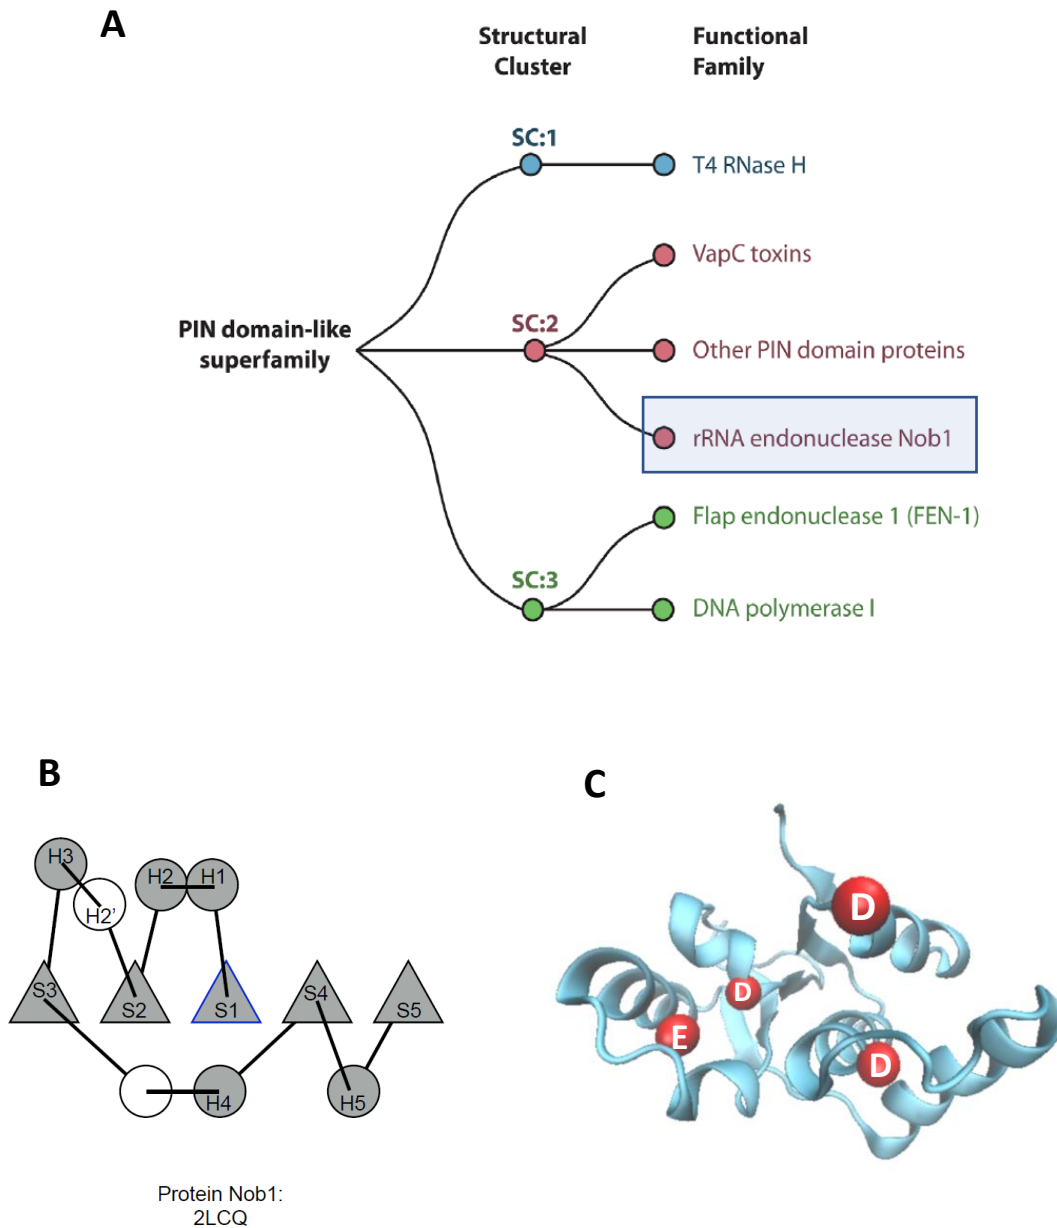 A
Structural
Cluster
Functional
Family
SC:1
T4 RNase H
VapC toxins
PIN domain-like
superfamily
SC:2
Other PIN domain proteins
rRNA endonuclease Nob1
Flap endonuclease 1 (FEN-1)
SC:3
DNA polymerase I
B
H3
H2'
H2
H1
S3
S2
S1
S4
S5
H4
H5
Protein Nob1:
2LCQ
C
D
D
E
D